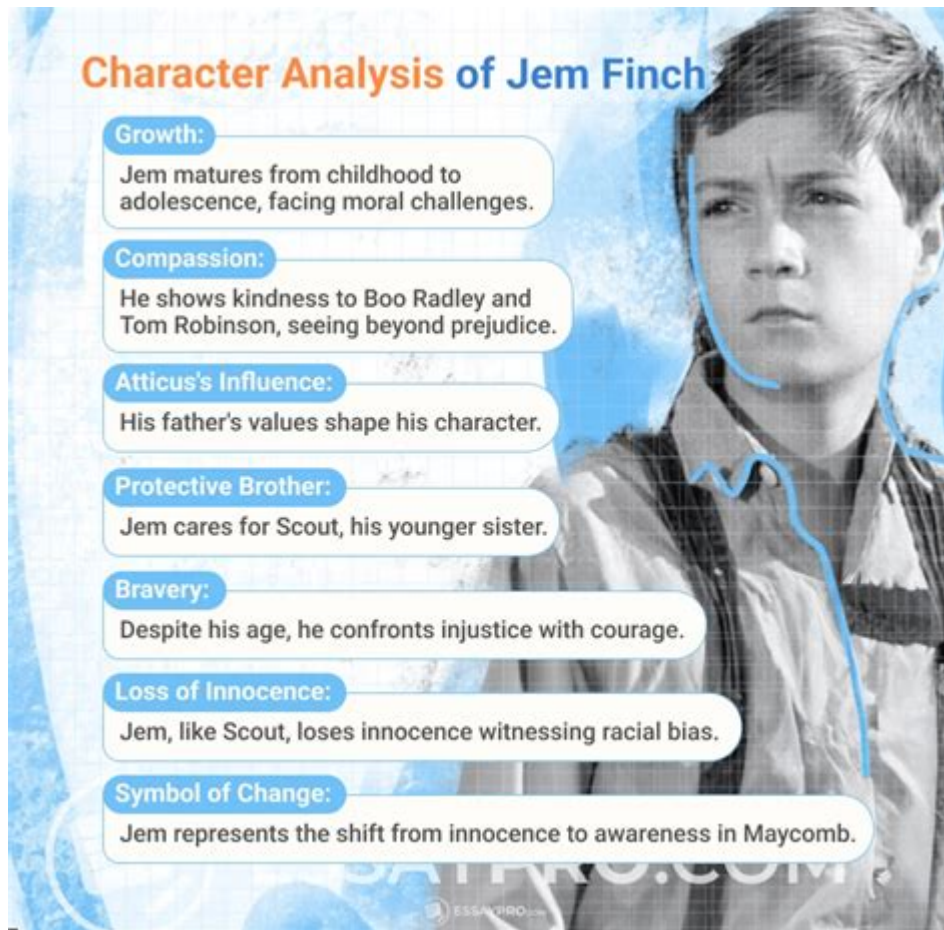 Character Analysis of Jem Finch
Growth:
Jem matures from childhood to
adolescence, facing moral challenges.
Compassion:
He shows kindness to Boo Radley and
Tom Robinson, seeing beyond prejudice.
Atticus's Influence:
His father's values shape his character.
Protective Brother:
Jem cares for Scout, his younger sister.
Bravery:
Despite his age, he confronts injustice with courage.
Loss of Innocence:
Jem, like Scout, loses innocence witnessing racial bias.
Symbol of Change:
Jem represents the shift from innocence to awareness in Maycomb.
ESSAYPRO.COM